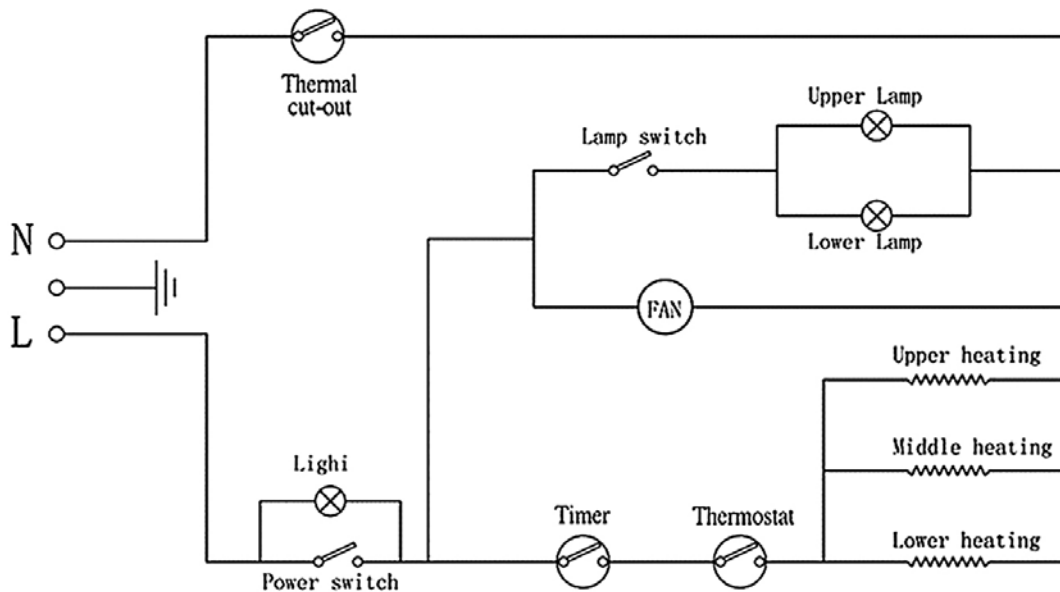 Thermal
cut-out
Upper Lamp
Lamp switch
N
Lower Lamp
L
FAN
Upper heating
Lighi
Middle heating
Timer
Thermostat
Lower heating
Power switch